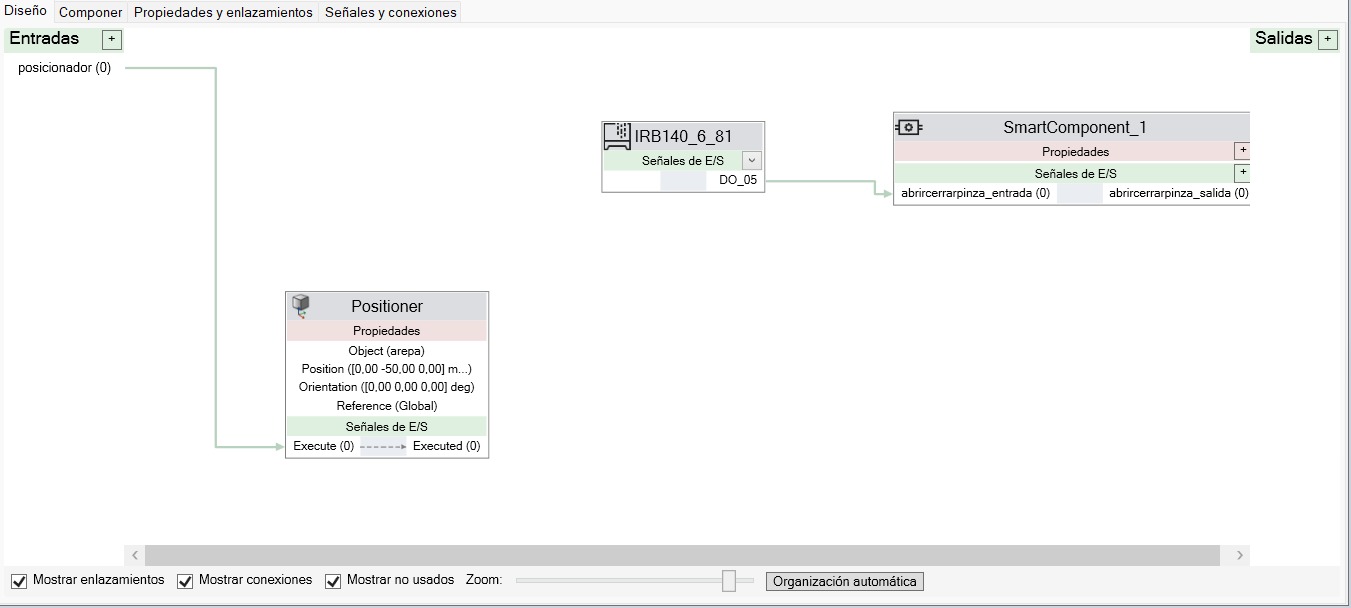 Diseño Componer Propiedades y enlazamientos Señales y conexiones
Entradas +
Salidas +
posicionador (0)
IRB140_6_81
Señales de E/S
DO_05
SmartComponent_1
Propiedades +
Señales de E/S +
abrircerrarpinza_entrada (0) abrircerrarpinza_salida (0)
Positioner
Propiedades
Object (arepa)
Position ([0,00 -50,00 0,00] m...)
Orientation ([0,00 0,00 0,00] deg)
Reference (Global)
Señales de E/S
Execute (0) Executed (0)
Mostrar enlazamientos Mostrar conexiones Mostrar no usados Zoom: Organización automática